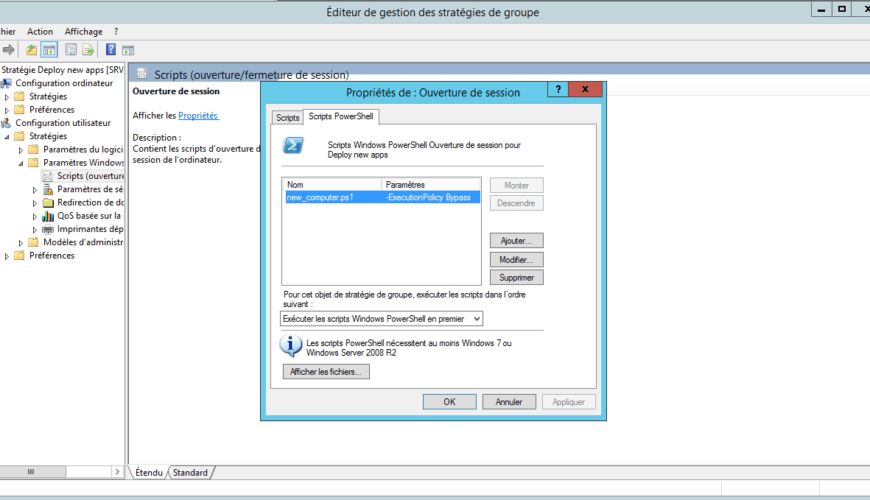 Éditeur de gestion des stratégies de groupe
hier Action Affichage ?
Stratégie Deploy new apps [SRV
Configuration ordinateur
Stratégies
Préférences
Configuration utilisateur
Stratégies
Paramètres du logici
Paramètres Windows
Scripts (ouverture
Paramètres de sé
Redirection de do
QoS basée sur la
Imprimantes dép
Modèles d'administr
Préférences
Scripts (ouverture/fermeture de session)
Ouverture de session
Afficher les Propriétés
Description :
Contient les scripts d'ouverture d
session de l'ordinateur.
Propriétés de : Ouverture de session
? x
Scripts Scripts PowerShell
Scripts Windows PowerShell Ouverture de session pour
Deploy new apps
Nom Paramètres
new_computer.ps1 -ExecutionPolicy Bypass
Monter
Descendre
Ajouter...
Modifier...
Supprimer
Pour cet objet de stratégie de groupe, exécuter les scripts dans l'ordre
suivant :
Exécuter les scripts Windows PowerShell en premier
Les scripts PowerShell nécessitent au moins Windows 7 ou
Windows Server 2008 R2
Afficher les fichiers...
OK Annuler Appliquer
Étendu Standard